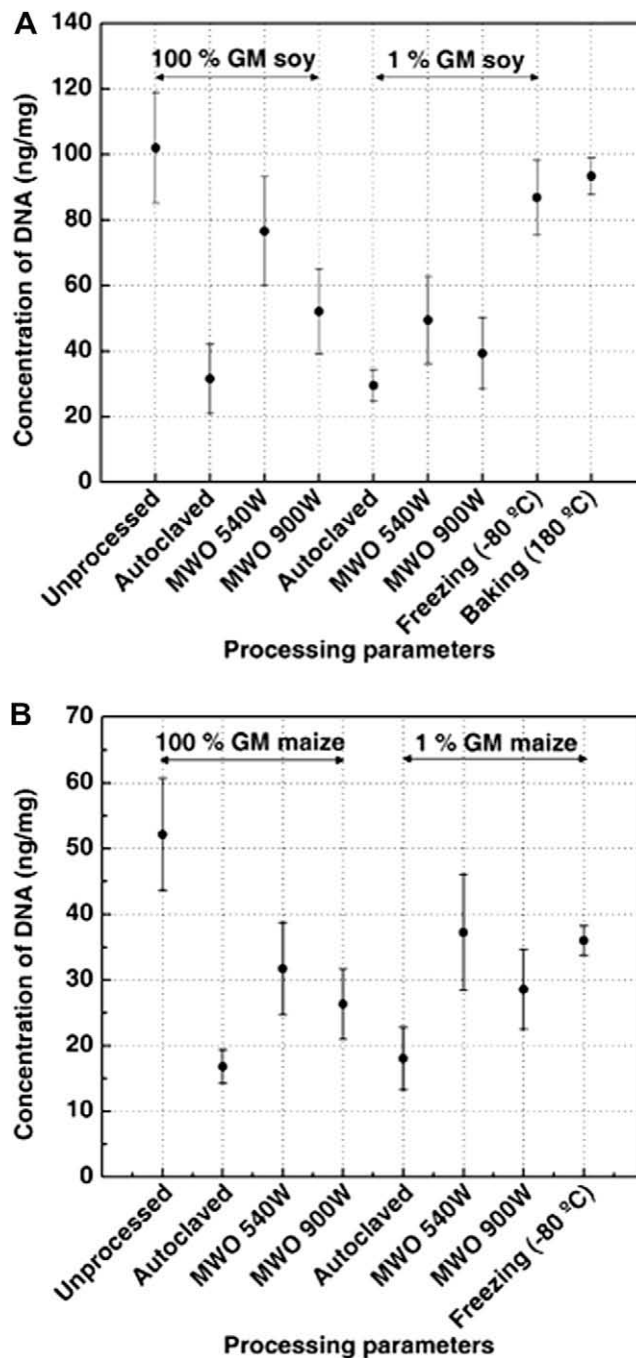 A
140
120
100
80
60
40
20
0
Concentration of DNA (ng/mg)
100 % GM soy
1 % GM soy
Unprocessed
Autoclaved
MWO 540W
MWO 900W
Autoclaved
MWO 540W
MWO 900W
Freezing (-80 ºC)
Baking (180 ºC)
Processing parameters
B
70
60
50
40
30
20
10
0
Concentration of DNA (ng/mg)
100 % GM maize
1 % GM maize
Unprocessed
Autoclaved
MWO 540W
MWO 900W
Autoclaved
MWO 540W
MWO 900W
Freezing (-80 ºC)
Processing parameters